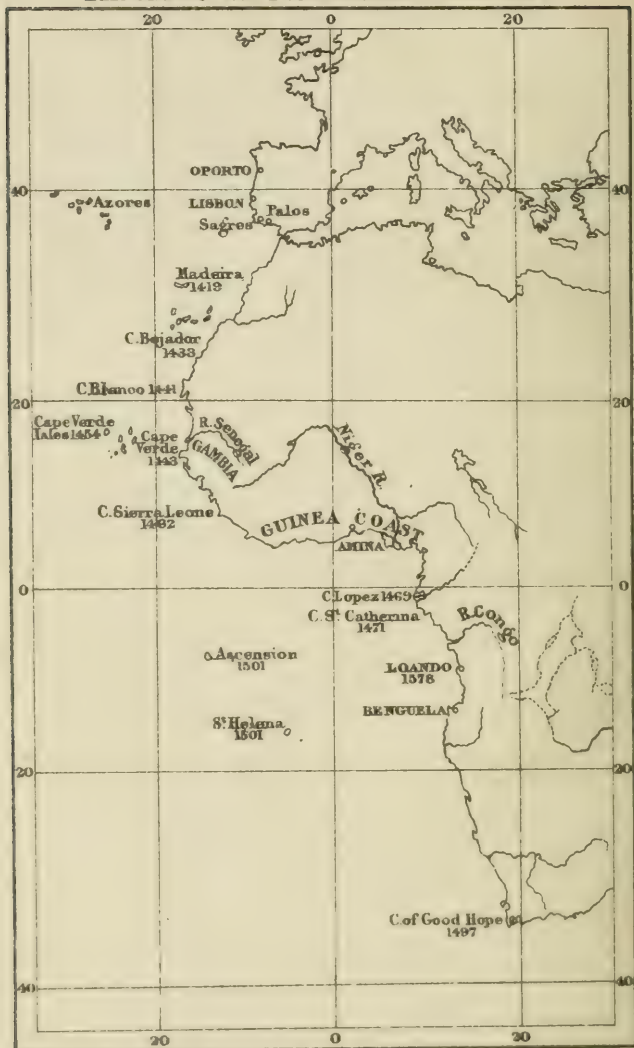 20
0
20
OPORTO
40
Azores
LISBON
40
Palos
Sagres
Madeira
1419
C. Bojador
1433
C. Blanco 1441
20
20
Cape Verde
Isles 1454
Cape
Verde
1443
R. Senegal
GAMBIA
Niger R.
C. Sierra Leone
1462
GUINEA COAST
AMINA
0
0
C. Lopez 1469
C. St. Catherina
1471
R. Congo
Ascension
1501
LOANDO
1578
BENGUELA
St. Helena
1501
20
20
C. of Good Hope
1497
40
40
20
0
20